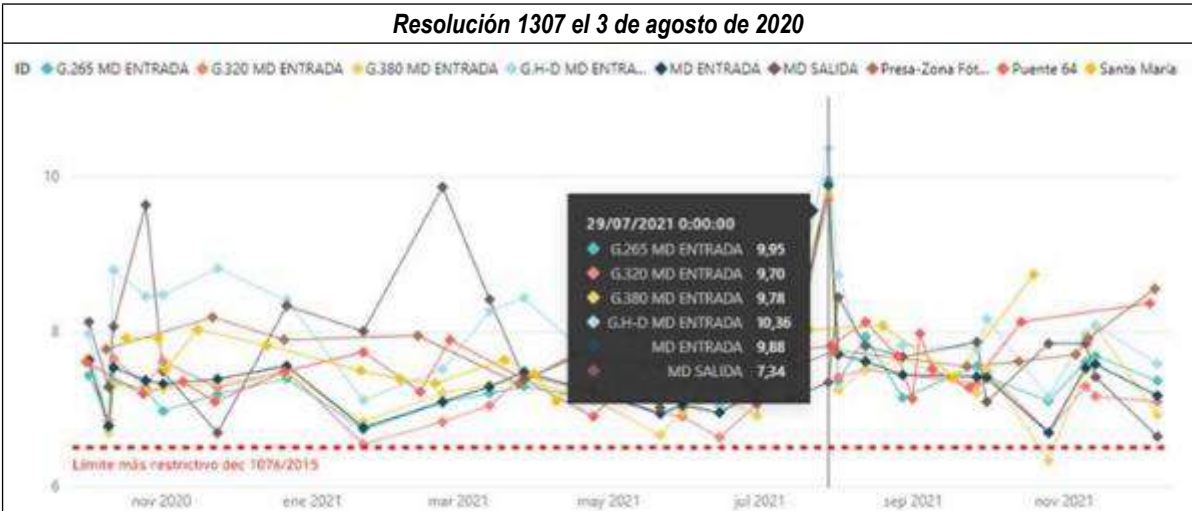 Resolución 1307 el 3 de agosto de 2020
ID G.265 MD ENTRADA G.320 MD ENTRADA G.380 MD ENTRADA G.H-D MD ENTRA... MD ENTRADA MD SALIDA Presa-Zona Fót... Puente 64 Santa María
10
29/07/2021 0:00:00
G.265 MD ENTRADA 9,95
G.320 MD ENTRADA 9,70
G.380 MD ENTRADA 9,78
G.H-D MD ENTRADA 10,36
MD ENTRADA 9,88
MD SALIDA 7,34
8
Límite más restrictivo dec 1076/2015
6
nov 2020 ene 2021 mar 2021 may 2021 jul 2021 sep 2021 nov 2021